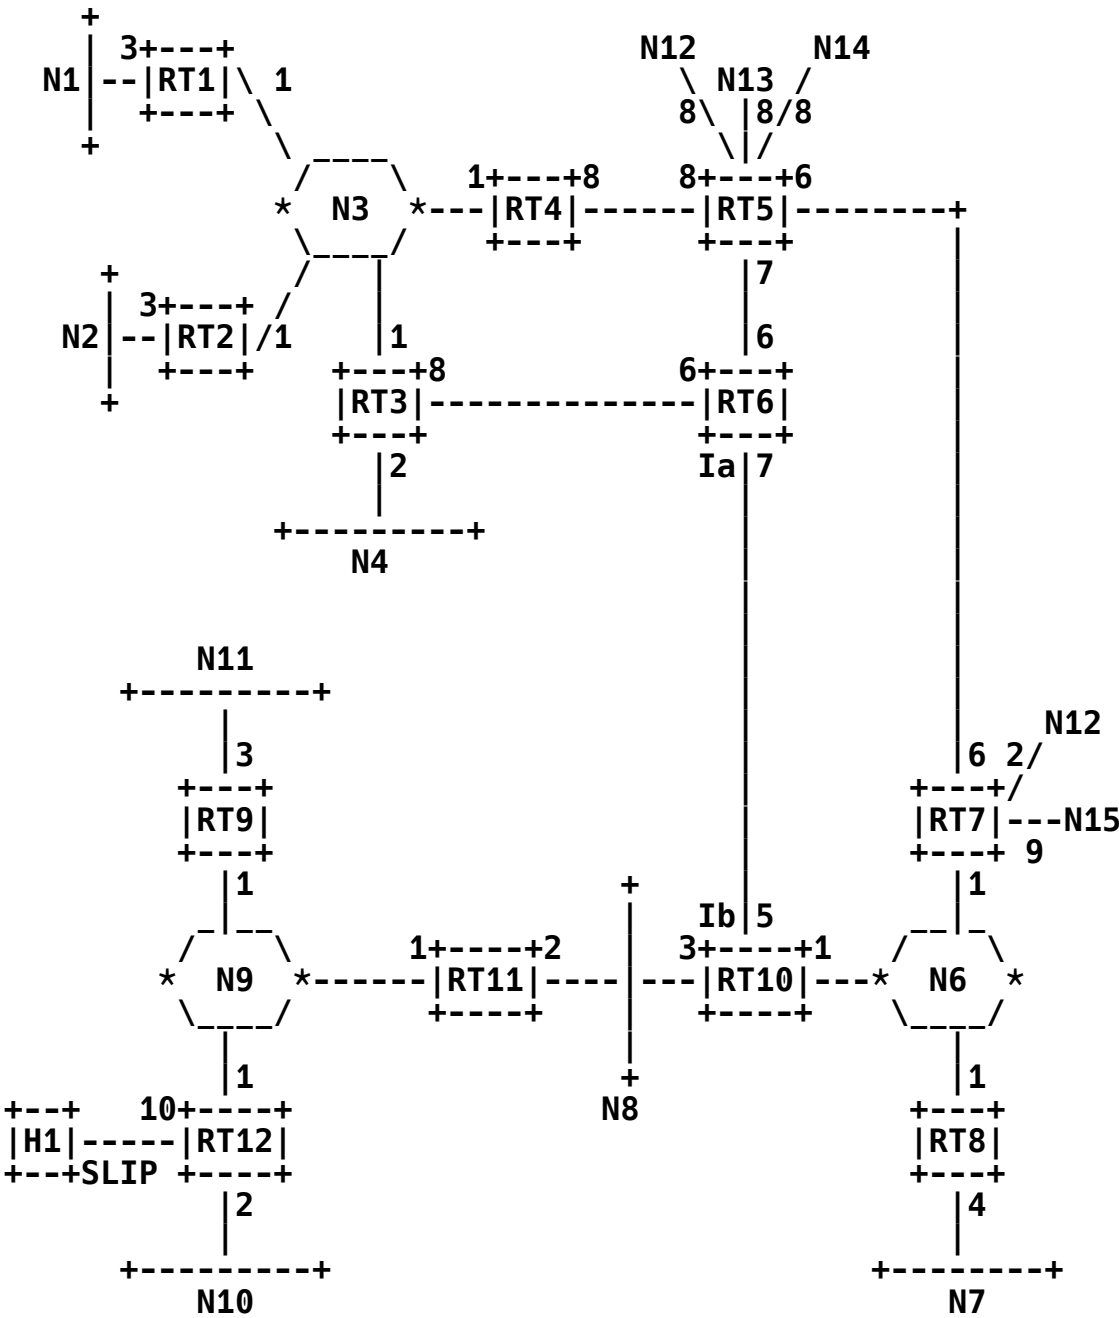 +
     | 3+---+                     N12      N14
   N1|--|RT1|\ 1                    \ N13 /
     |  +---+ \                     8\ |8/8
     +         \ ____                 \|/
                /    \   1+---+8    8+---+6
               *  N3  *---|RT4|------|RT5|--------+
                \____/    +---+      +---+        |
      +         /   |                  |7         |
      | 3+---+ /    |                  |          |
    N2|--|RT2|/1    |1                 |6         |
      |  +---+    +---+8            6+---+        |
      +           |RT3|--------------|RT6|        |
                  +---+              +---+        |
                    |2               Ia|7         |
                    |                  |          |
               +---------+             |          |
                   N4                  |          |
                                       |          |
                                       |          |
           N11                         |          |
       +---------+                     |          |
            |                          |          |    N12
            |3                         |          |6 2/
          +---+                        |        +---+/
          |RT9|                        |        |RT7|---N15
          +---+                        |        +---+ 9
            |1                   +     |          |1
           _|__                  |   Ib|5       __|_
          /    \      1+----+2   |  3+----+1   /    \
         *  N9  *------|RT11|----|---|RT10|---*  N6  *
          \____/       +----+    |   +----+    \____/
            |                    |                |
            |1                   +                |1
 +--+   10+----+                N8              +---+
 |H1|-----|RT12|                                |RT8|
 +--+SLIP +----+                                +---+
            |2                                    |4
            |                                     |
       +---------+                            +--------+
           N10                                    N7